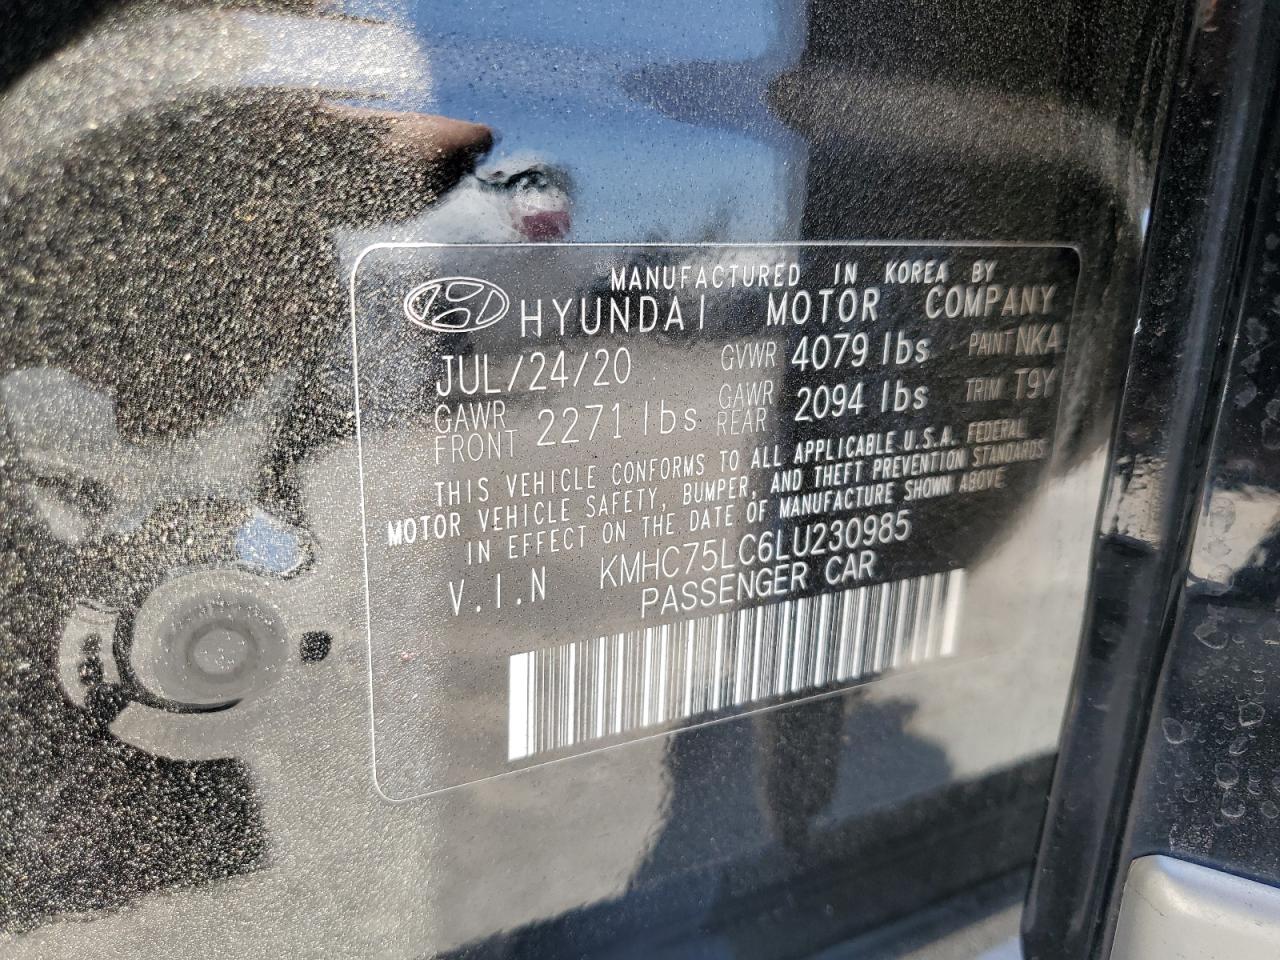 MANUFACTURED IN KOREA BY
HYUNDAI MOTOR COMPANY
JUL/24/20 GVWR 4079 lbs PAINT NKA
GAWR FRONT 2271 lbs GAWR REAR 2094 lbs TRIM T9Y
THIS VEHICLE CONFORMS TO ALL APPLICABLE U.S.A. FEDERAL
MOTOR VEHICLE SAFETY, BUMPER, AND THEFT PREVENTION STANDARDS
IN EFFECT ON THE DATE OF MANUFACTURE SHOWN ABOVE
V.I.N KMHC75LC6LU230985
PASSENGER CAR